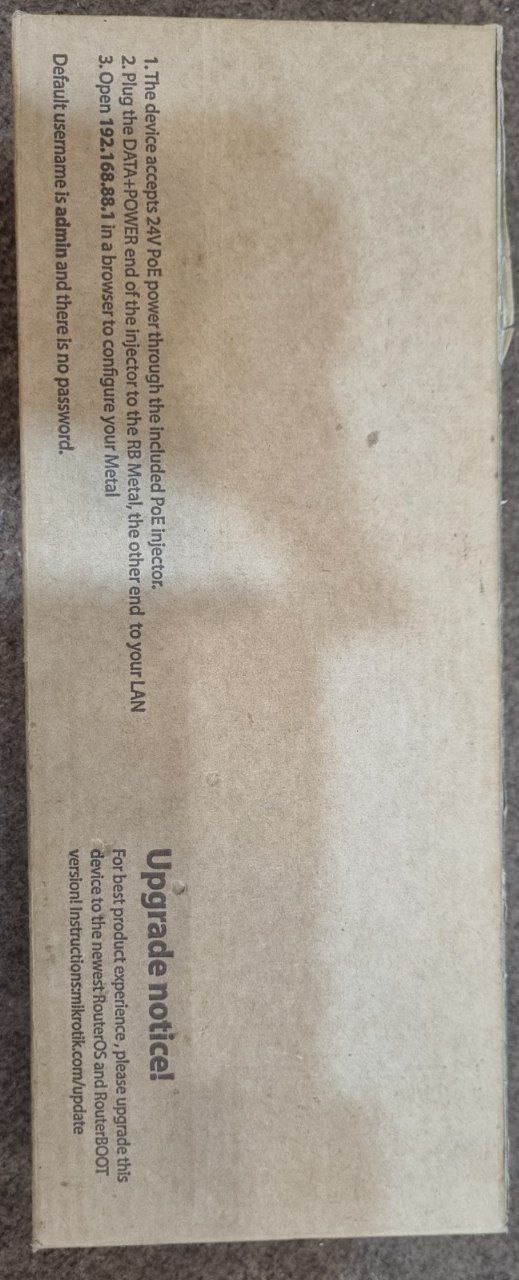 1. The device accepts 24V PoE power through the included PoE injector.
2. Plug the DATA+POWER end of the injector to the RB Metal, the other end to your LAN
3. Open 192.168.88.1 in a browser to configure your Metal
Default username is admin and there is no password.
Upgrade notice!
For best product experience, please upgrade this
device to the newest RouterOS and RouterBOOT
version! Instructions:mikrotik.com/update